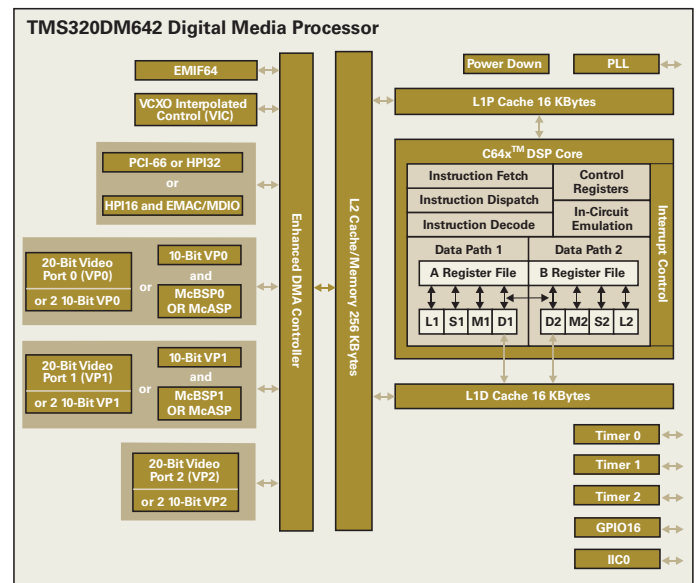 TMS320DM642 Digital Media Processor
EMIF64
VCXO Interpolated
Control (VIC)
PCI-66 or HPI32
or
HPI16 and EMAC/MDIO
20-Bit Video
Port 0 (VP0)
or 2 10-Bit VP0
or
10-Bit VP0
and
McBSP0
OR McASP
20-Bit Video
Port 1 (VP1)
or 2 10-Bit VP1
or
10-Bit VP1
and
McBSP1
OR McASP
20-Bit Video
Port 2 (VP2)
or 2 10-Bit VP2
Enhanced DMA Controller
L2 Cache/Memory 256 KBytes
Power Down
PLL
L1P Cache 16 KBytes
C64x™ DSP Core
Instruction Fetch
Instruction Dispatch
Instruction Decode
Control
Registers
In-Circuit
Emulation
Interrupt Control
Data Path 1
Data Path 2
A Register File
B Register File
L1 S1 M1 D1
D2 M2 S2 L2
L1D Cache 16 KBytes
Timer 0
Timer 1
Timer 2
GPIO16
IIC0